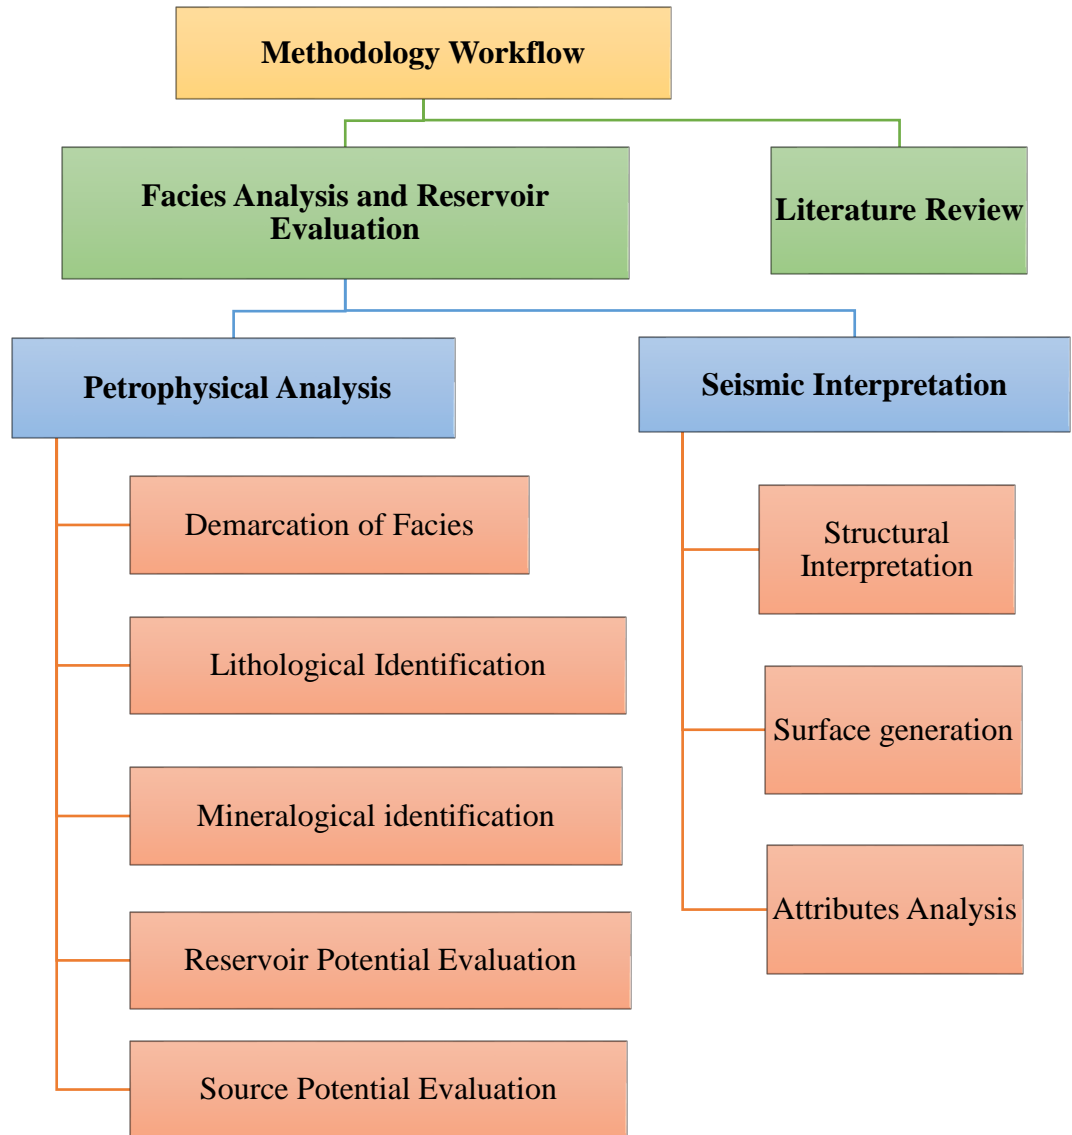 Methodology Workflow
Facies Analysis and Reservoir
Evaluation
Literature Review
Petrophysical Analysis
Seismic Interpretation
Demarcation of Facies
Lithological Identification
Mineralogical identification
Reservoir Potential Evaluation
Source Potential Evaluation
Structural
Interpretation
Surface generation
Attributes Analysis